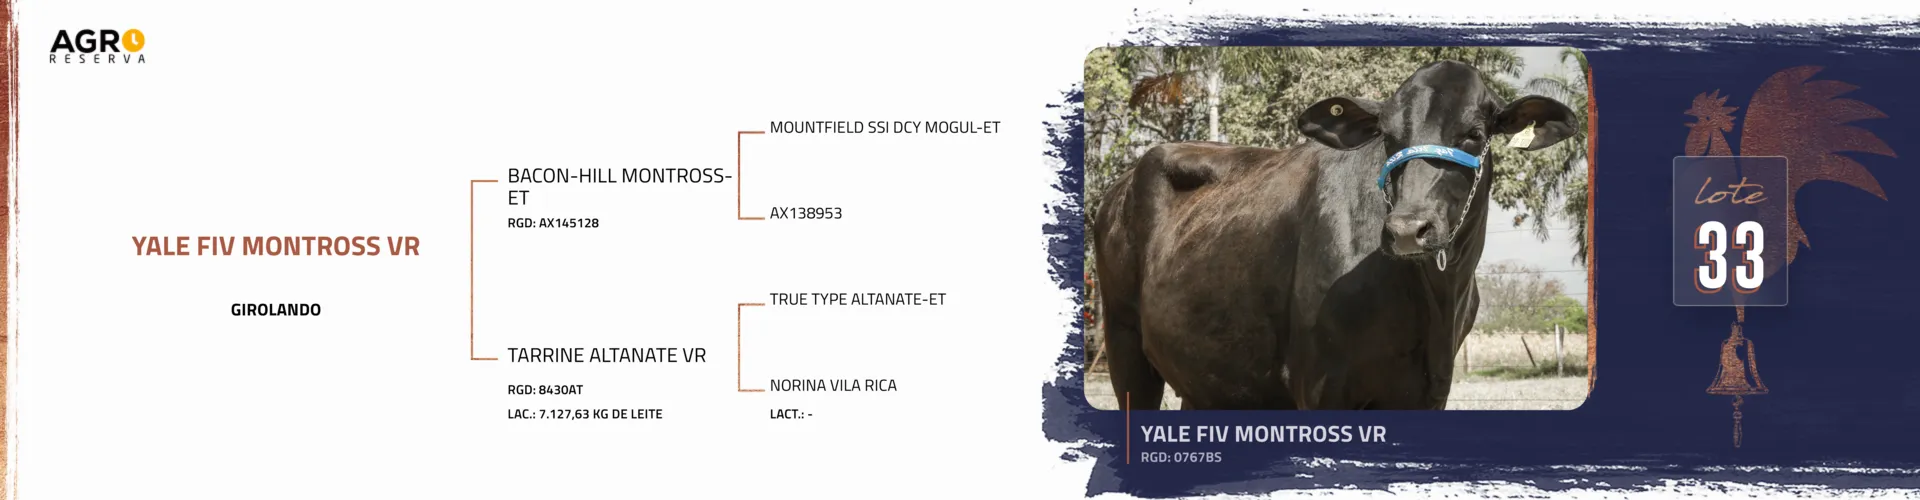 AGRO
RESERVA
YALE FIV MONTROSS VR
GIROLANDO
BACON-HILL MONTROSS-
ET
RGD: AX145128
TARRINE ALTANATE VR
RGD: 8430AT
LAC.: 7.127,63 KG DE LEITE
MOUNTFIELD SSI DCY MOGUL-ET
AX138953
TRUE TYPE ALTANATE-ET
NORINA VILA RICA
LACT.: -
YALE FIV MONTROSS VR
RGD: 0767BS
lote
33